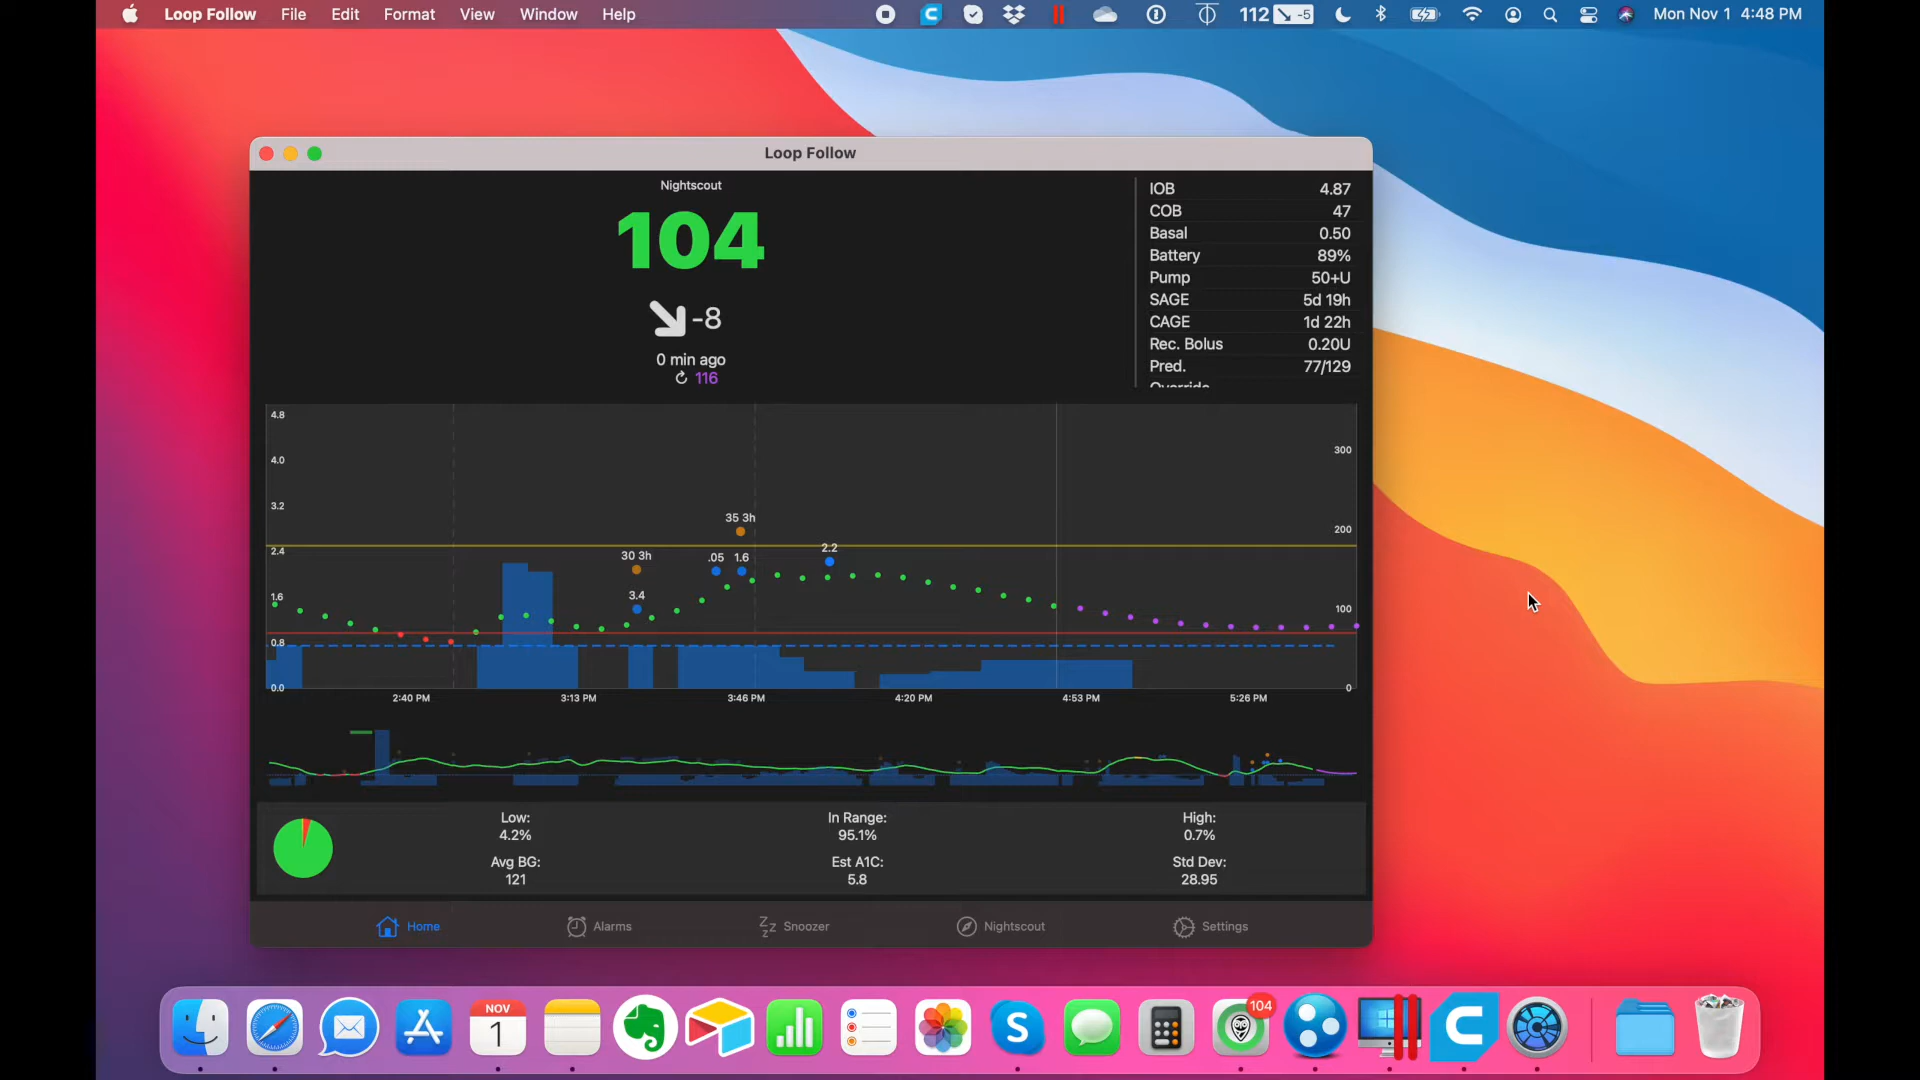 Loop Follow File Edit Format View Window Help 112 -5 Mon Nov 1 4:48 PM
Loop Follow
Nightscout
104
-8
0 min ago
116
IOB 4.87
COB 47
Basal 0.50
Battery 89%
Pump 50+U
SAGE 5d 19h
CAGE 1d 22h
Rec. Bolus 0.20U
Pred. 77/129
Override
4.8
4.0
3.2
2.4
1.6
0.8
0.0
300
200
100
0
35 3h
30 3h
.05 1.6
2.2
3.4
2:40 PM 3:13 PM 3:46 PM 4:20 PM 4:53 PM 5:26 PM
Low: In Range: High:
4.2% 95.1% 0.7%
Avg BG: Est A1C: Std Dev:
121 5.8 28.95
Home Alarms Snoozer Nightscout Settings
NOV
1
S
104
C